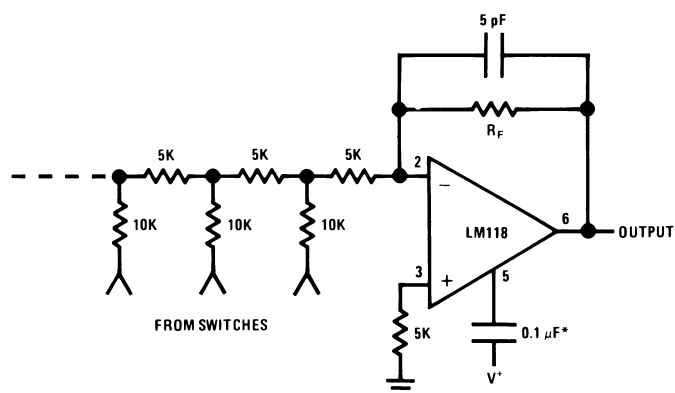 5 pF
R_F
5K 5K 5K
2
−
10K 10K 10K
LM118
6
OUTPUT
3
+
5
FROM SWITCHES
5K
0.1 μF*
V⁺